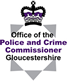 Office of the
Police and Crime
Commissioner
Gloucestershire